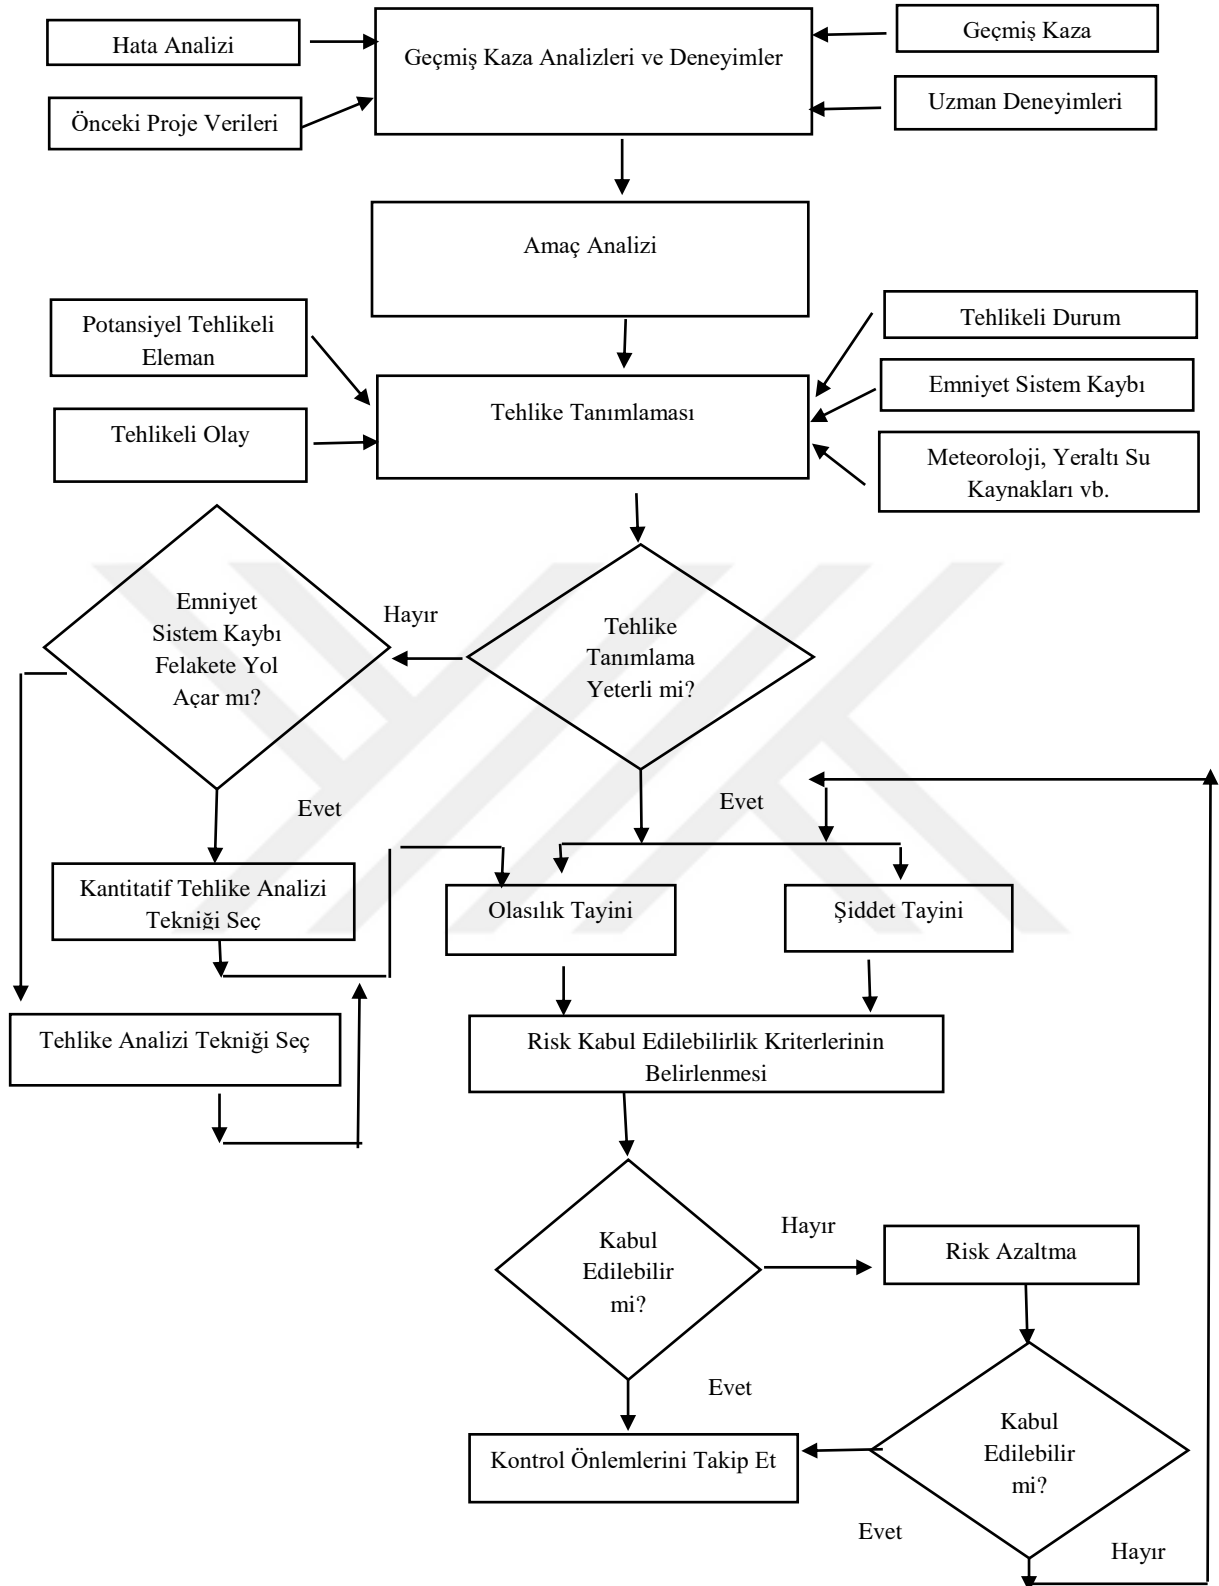 Hata Analizi
Geçmiş Kaza Analizleri ve Deneyimler
Geçmiş Kaza
Önceki Proje Verileri
Uzman Deneyimleri
Amaç Analizi
Potansiyel Tehlikeli
Eleman
Tehlikeli Durum
Tehlike Tanımlaması
Emniyet Sistem Kaybı
Tehlikeli Olay
Meteoroloji, Yeraltı Su
Kaynakları vb.
Emniyet
Sistem Kaybı
Felakete Yol
Açar mı?
Hayır
Tehlike
Tanımlama
Yeterli mi?
Evet
Evet
Kantitatif Tehlike Analizi
Tekniği Seç
Olasılık Tayini
Şiddet Tayini
Tehlike Analizi Tekniği Seç
Risk Kabul Edilebilirlik Kriterlerinin
Belirlenmesi
Kabul
Edilebilir
mi?
Hayır
Risk Azaltma
Evet
Kontrol Önlemlerini Takip Et
Kabul
Edilebilir
mi?
Evet
Hayır